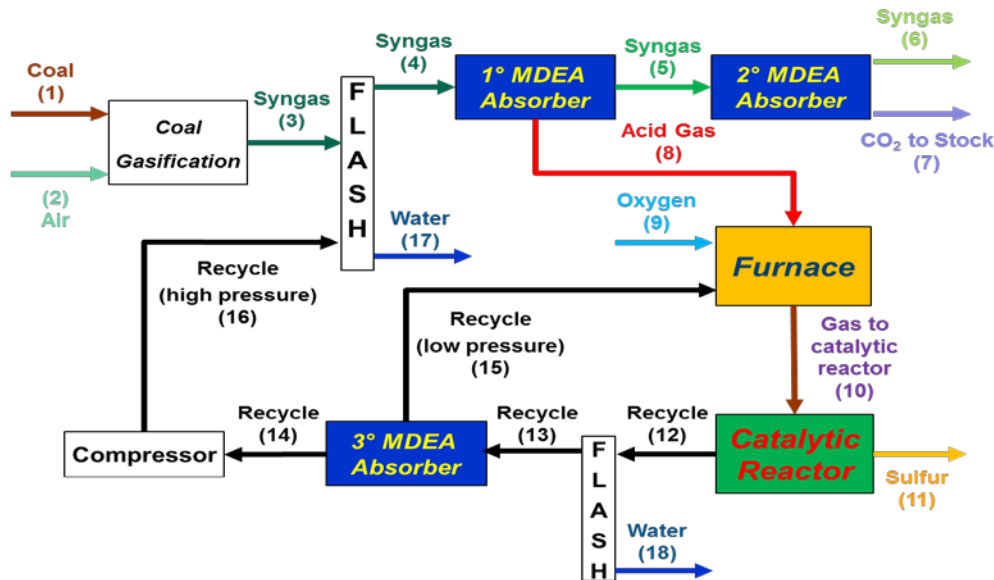 Coal
(1)
(2)
Air
Coal
Gasification
Syngas
(3)
F
L
A
S
H
Syngas
(4)
1° MDEA
Absorber
Syngas
(5)
2° MDEA
Absorber
Syngas
(6)
CO₂ to Stock
(7)
Acid Gas
(8)
Water
(17)
Oxygen
(9)
Furnace
Recycle
(high pressure)
(16)
Recycle
(low pressure)
(15)
Gas to
catalytic
reactor
(10)
Compressor
Recycle
(14)
3° MDEA
Absorber
Recycle
(13)
F
L
A
S
H
Recycle
(12)
Catalytic
Reactor
Sulfur
(11)
Water
(18)